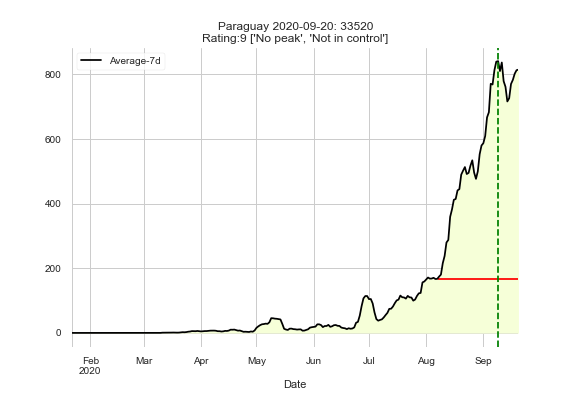 Paraguay 2020-09-20: 33520
Rating:9 ['No peak', 'Not in control']
Average-7d
800
600
400
200
0
Feb Mar Apr May Jun Jul Aug Sep
2020
Date